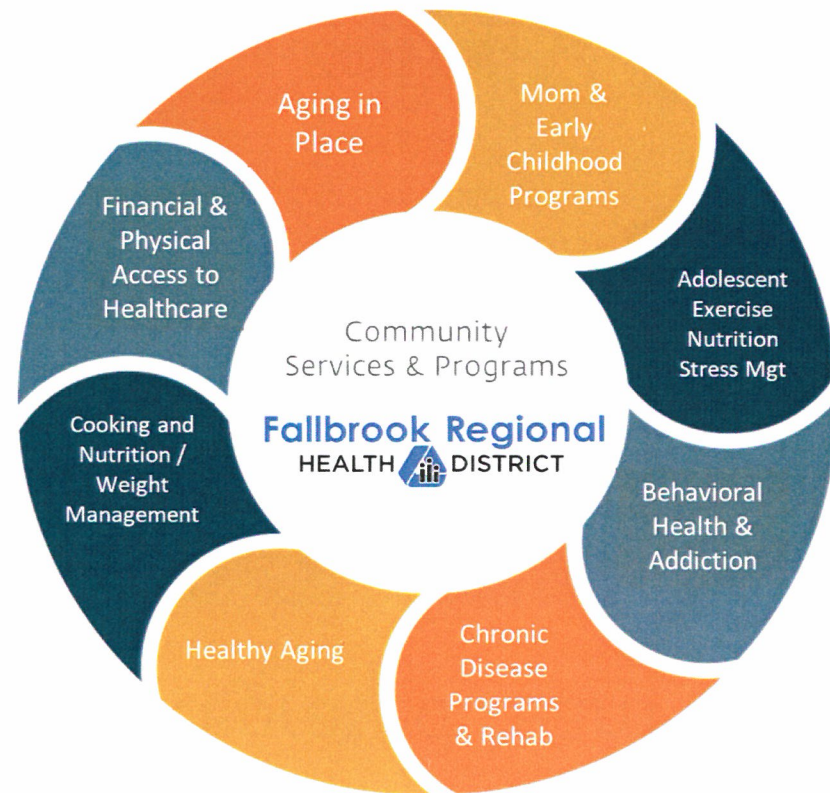 Aging in
Place
Mom &
Early
Childhood
Programs
Adolescent
Exercise
Nutrition
Stress Mgt
Behavioral
Health &
Addiction
Chronic
Disease
Programs
& Rehab
Healthy Aging
Cooking and
Nutrition /
Weight
Management
Financial &
Physical
Access to
Healthcare
Community
Services & Programs
Fallbrook Regional
HEALTH DISTRICT